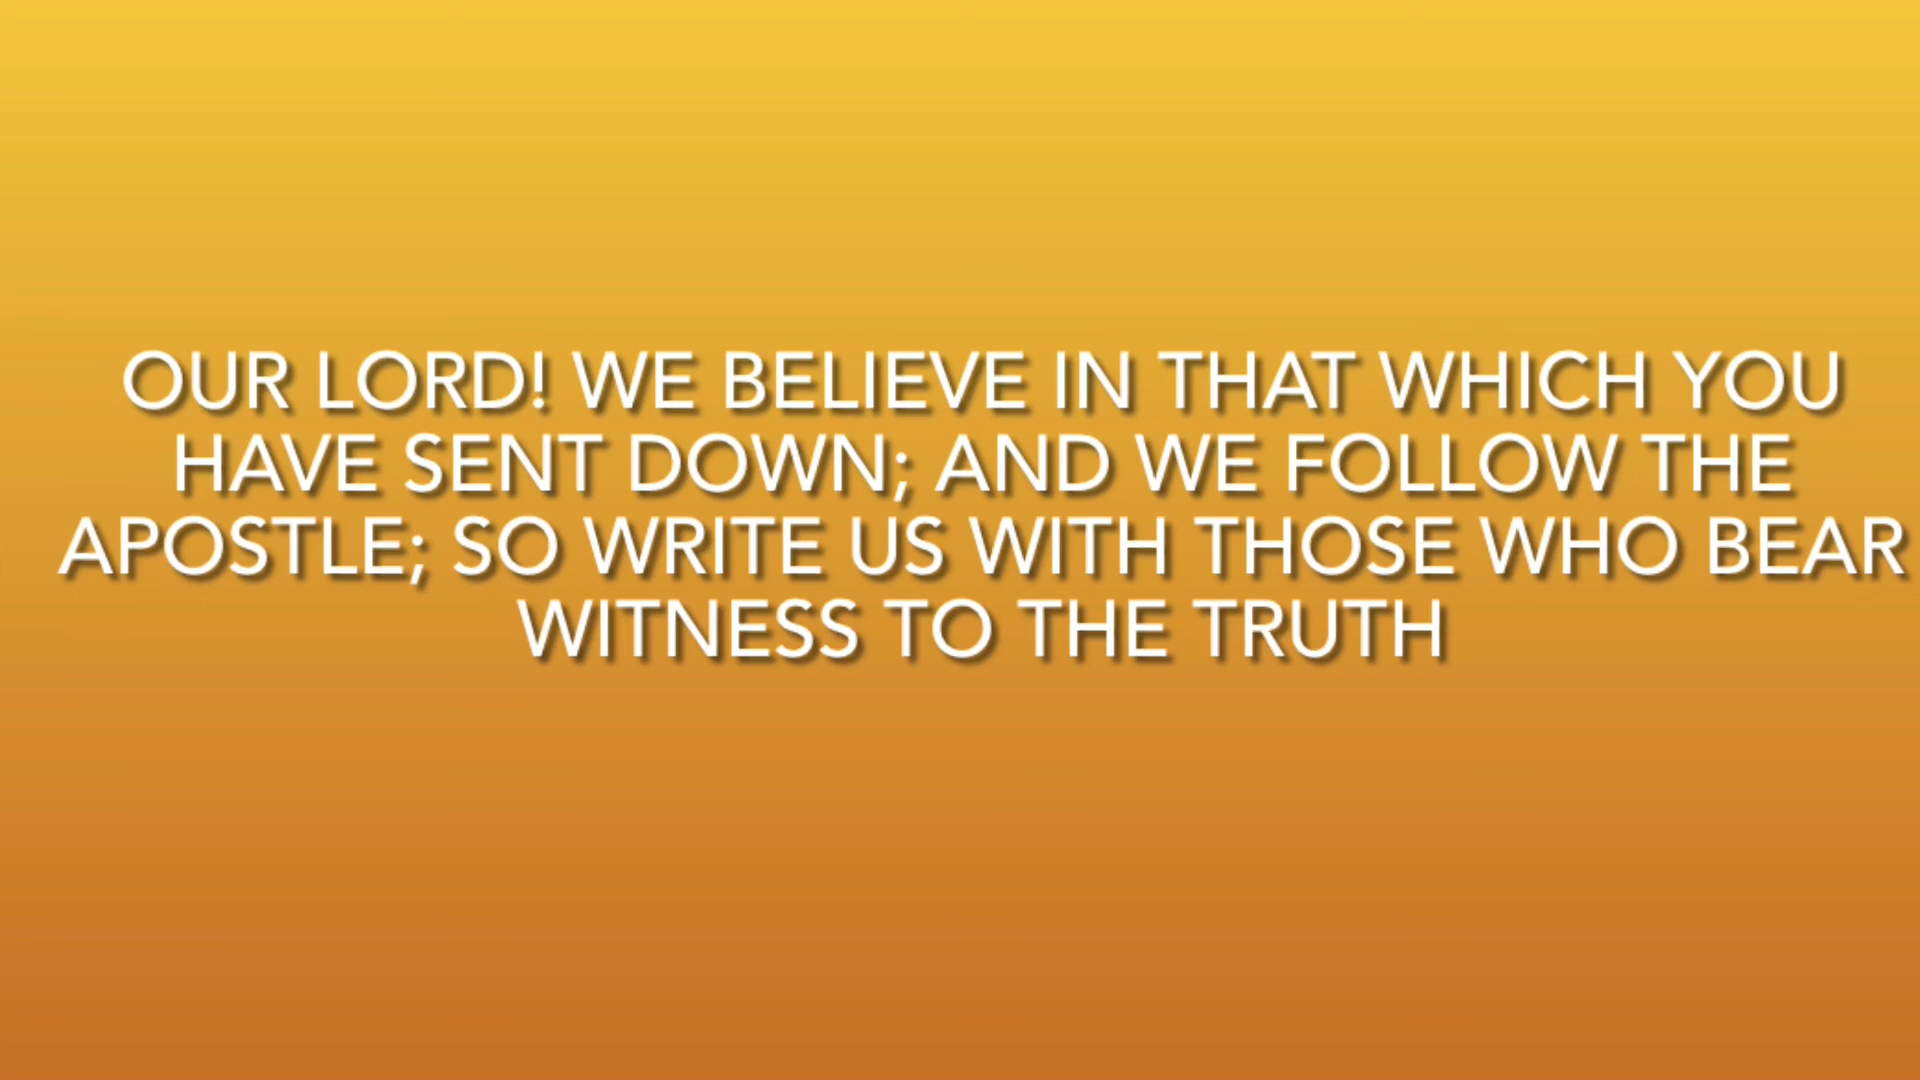 OUR LORD! WE BELIEVE IN THAT WHICH YOU
HAVE SENT DOWN; AND WE FOLLOW THE
APOSTLE; SO WRITE US WITH THOSE WHO BEAR
WITNESS TO THE TRUTH